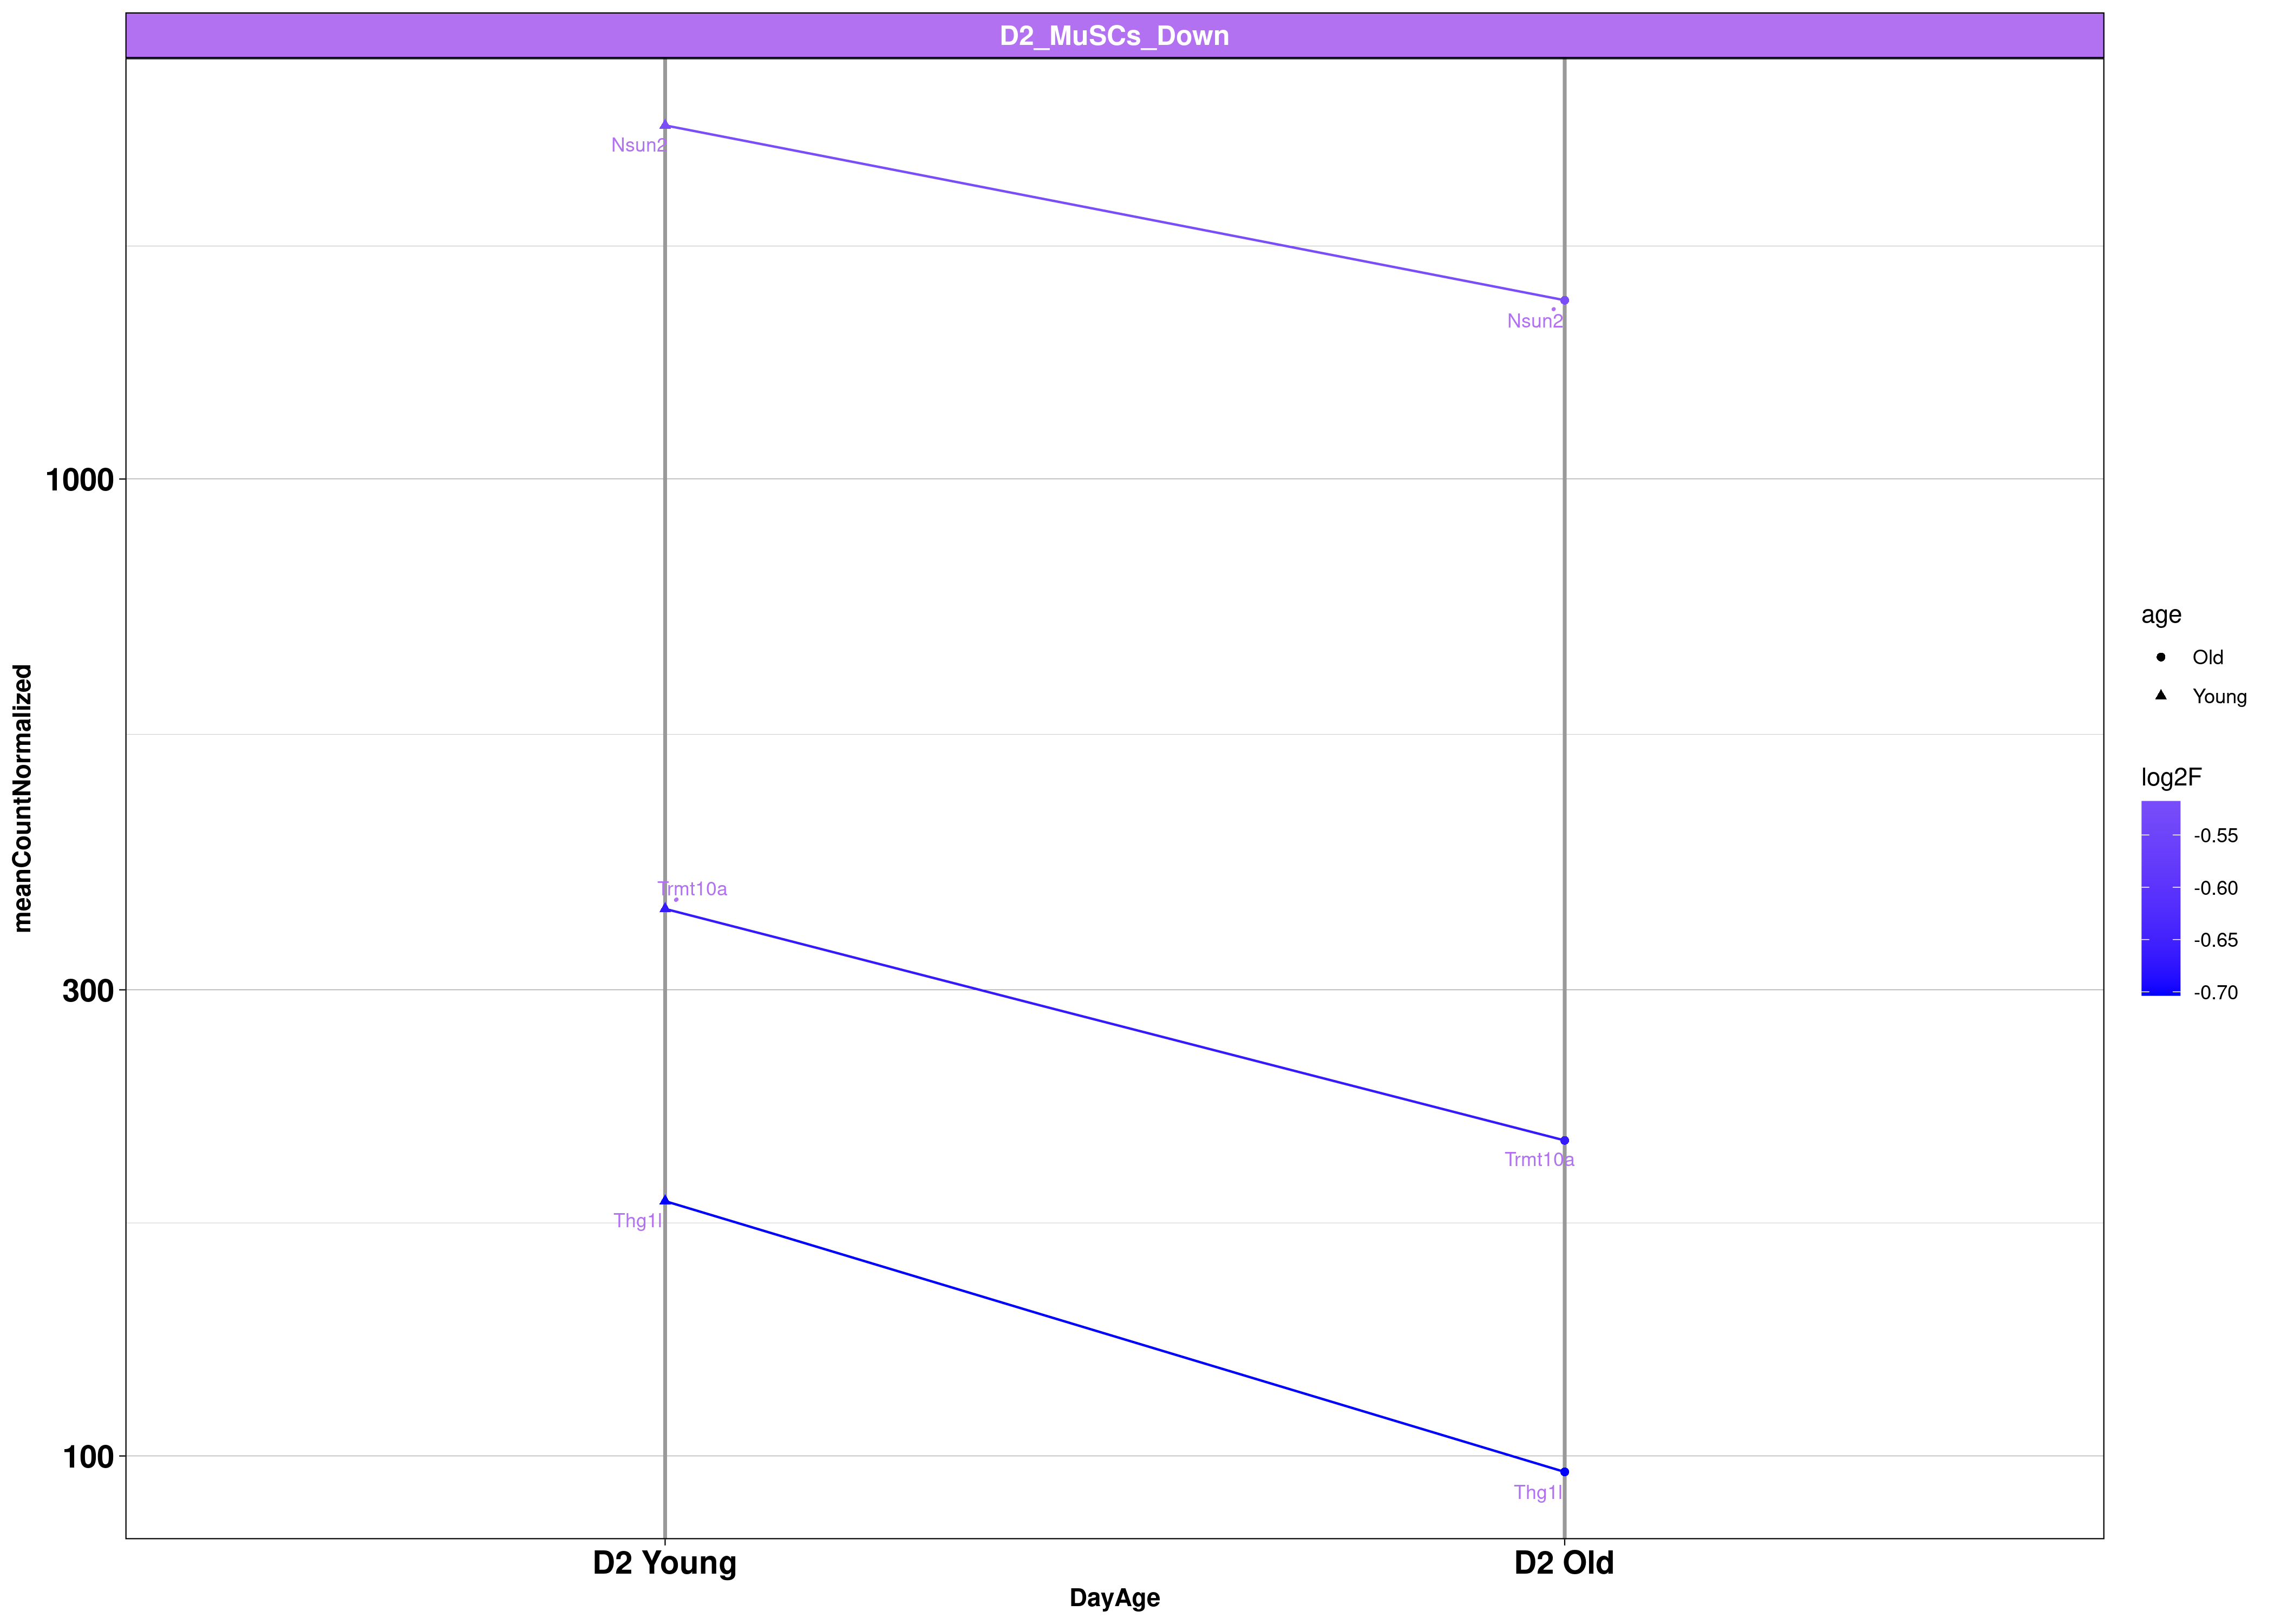 D2_MuSCs_Down
Nsun2
Nsun2
1000
meanCountNormalized
Trmt10a
300
Trmt10a
Thg1l
100
Thg1l
D2 Young
D2 Old
DayAge
age
Old
Young
log2F
-0.55
-0.60
-0.65
-0.70